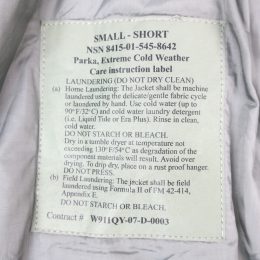 SMALL - SHORT
NSN 8415-01-545-8642
Parka, Extreme Cold Weather
Care instruction label
LAUNDERING (DO NOT DRY CLEAN)
(a) Home Laundering: The Jacket shall be machine
laundered using the delicate/gentle fabric cycle
or laundered by hand. Use cold water (up to
90°F/32°C) and cold water laundry detergent
(i.e. Liquid Tide or Era Plus). Rinse in clean,
cold water.
DO NOT STARCH OR BLEACH.
Dry in a tumble dryer at temperature not
exceeding 130°F/54°C as degradation of the
component materials will result. Avoid over
drying. To drip dry, place on a rust proof hanger.
DO NOT PRESS.
(b) Field Laundering: The jacket shall be field
laundered using Formula II of FM 42-414,
Appendix E.
DO NOT STARCH OR BLEACH.
Contract # W911QY-07-D-0003